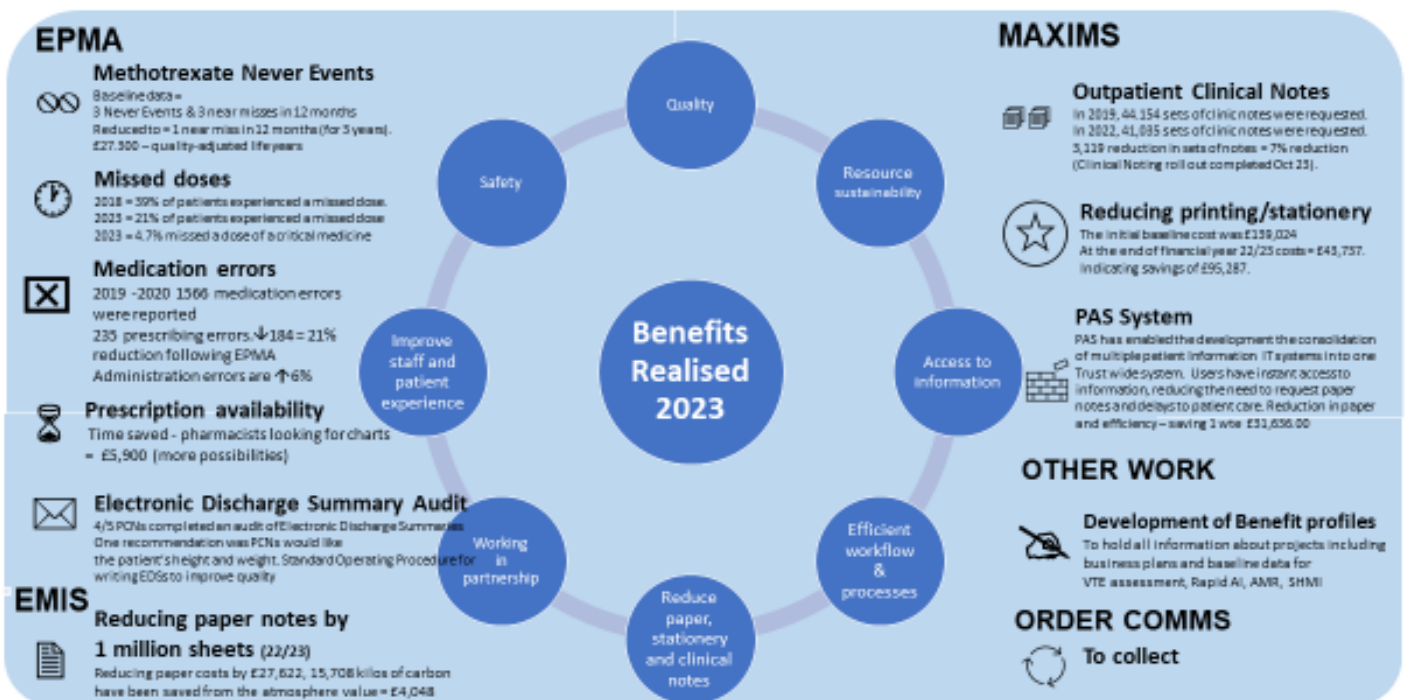 EPMA
Methotrexate Never Events
Baseline data =
3 Never Events & 3 near misses in 12 months
Reduced to = 1 near miss in 12 months (for 3 years).
£27.300 – quality-adjusted life years
Missed doses
2018 = 39% of patients experienced a missed dose.
2023 = 21% of patients experienced a missed dose
2023 = 4.7% missed a dose of a critical medicine
Medication errors
2019 -2020 1566 medication errors
were reported
235 prescribing errors.↓184 = 21%
reduction following EPMA
Administration errors are ↑6%
Prescription availability
Time saved - pharmacists looking for charts
= £5,900 (more possibilities)
Electronic Discharge Summary Audit
4/5 PCNs completed an audit of Electronic Discharge Summaries
One recommendation was PCNs would like
the patient's height and weight. Standard Operating Procedure for
writing EDSs to improve quality
EMIS
Reducing paper notes by
1 million sheets (22/23)
Reducing paper costs by £27,622, 15,708 kilos of carbon
have been saved from the atmosphere value = £4,048
Quality
Resource
sustainability
Access to
information
Efficient
workflow
&
processes
Reduce
paper,
stationery
and clinical
notes
Working
in
partnership
Improve
staff and
patient
experience
Safety
Benefits
Realised
2023
MAXIMS
Outpatient Clinical Notes
In 2019, 44,154 sets of clinic notes were requested.
In 2022, 41,035 sets of clinic notes were requested.
3,119 reduction in sets of notes = 7% reduction
(Clinical Noting roll out completed Oct 23).
Reducing printing/stationery
The initial baseline cost was £139,024
At the end of financial year 22/23 costs = £43,737.
Indicating savings of £95,287.
PAS System
PAS has enabled the development the consolidation
of multiple patient information IT systems in to one
Trust wide system. Users have instant access to
information, reducing the need to request paper
notes and delays to patient care. Reduction in paper
and efficiency – saving 1 wte £31,636.00
OTHER WORK
Development of Benefit profiles
To hold all information about projects including
business plans and baseline data for
VTE assessment, Rapid AI, AMR, SHMI
ORDER COMMS
To collect